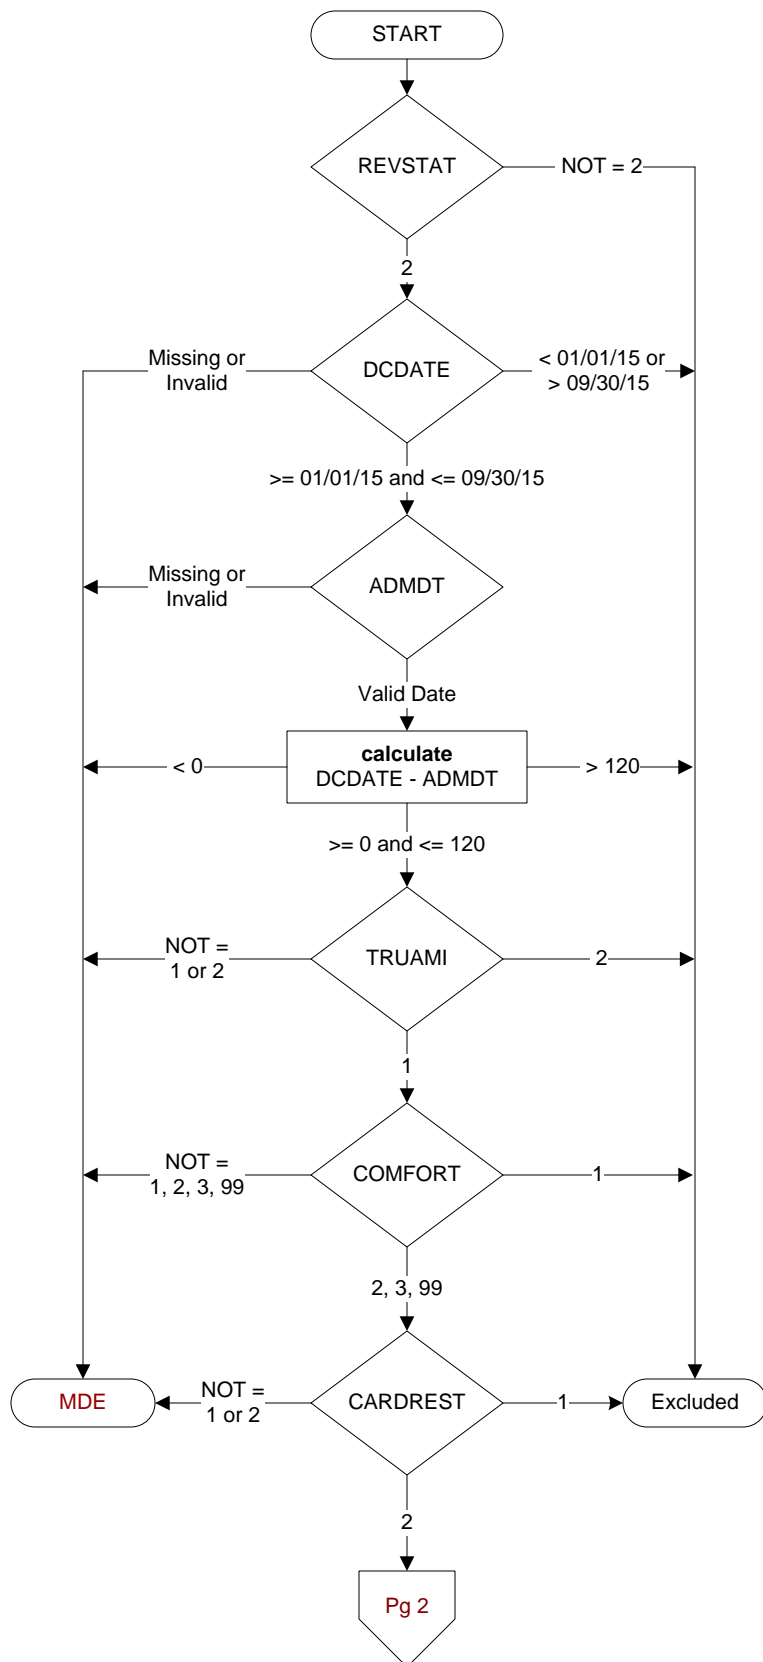 START
REVSTAT
NOT = 2
2
Missing or
Invalid
DCDATE
< 01/01/15 or
> 09/30/15
>= 01/01/15 and <= 09/30/15
Missing or
Invalid
ADMDT
Valid Date
< 0
calculate
DCDATE - ADMDT
> 120
>= 0 and <= 120
NOT =
1 or 2
TRUAMI
2
1
NOT =
1, 2, 3, 99
COMFORT
1
2, 3, 99
MDE
NOT =
1 or 2
CARDREST
1
Excluded
2
Pg 2